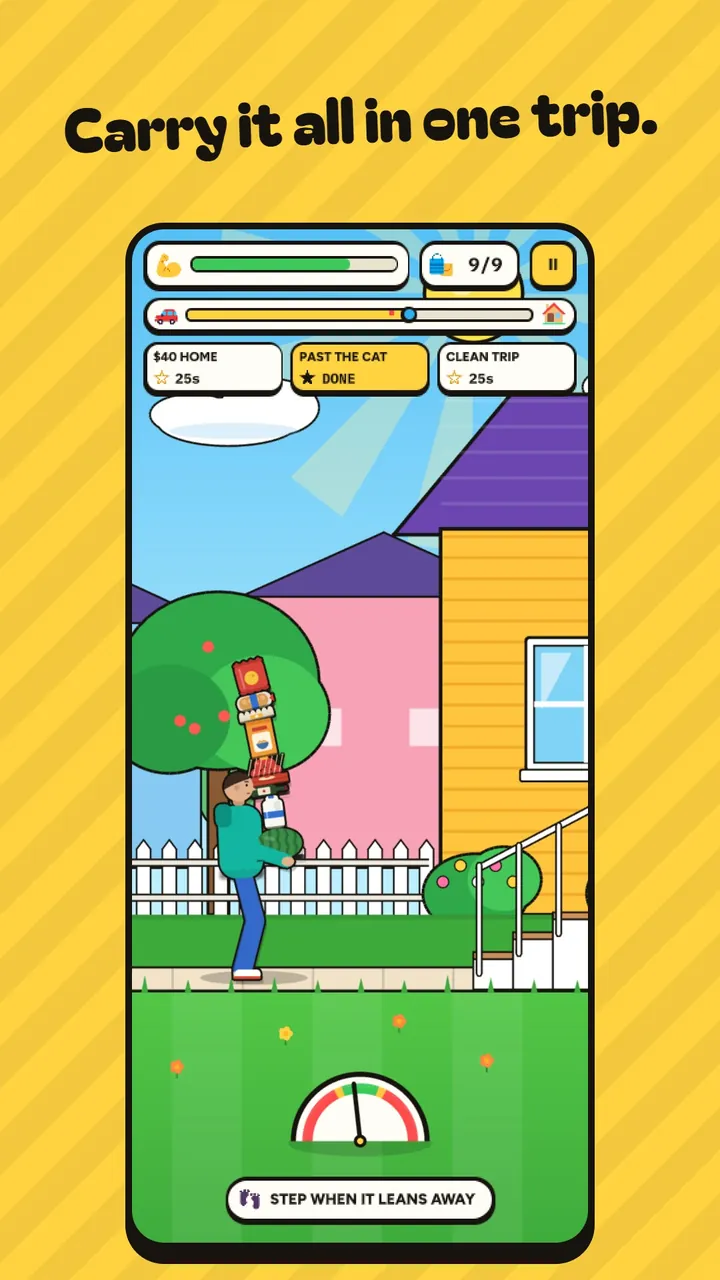 Carry it all in one trip.
9/9
$40 HOME
25s
PAST THE CAT
DONE
CLEAN TRIP
25s
STEP WHEN IT LEANS AWAY